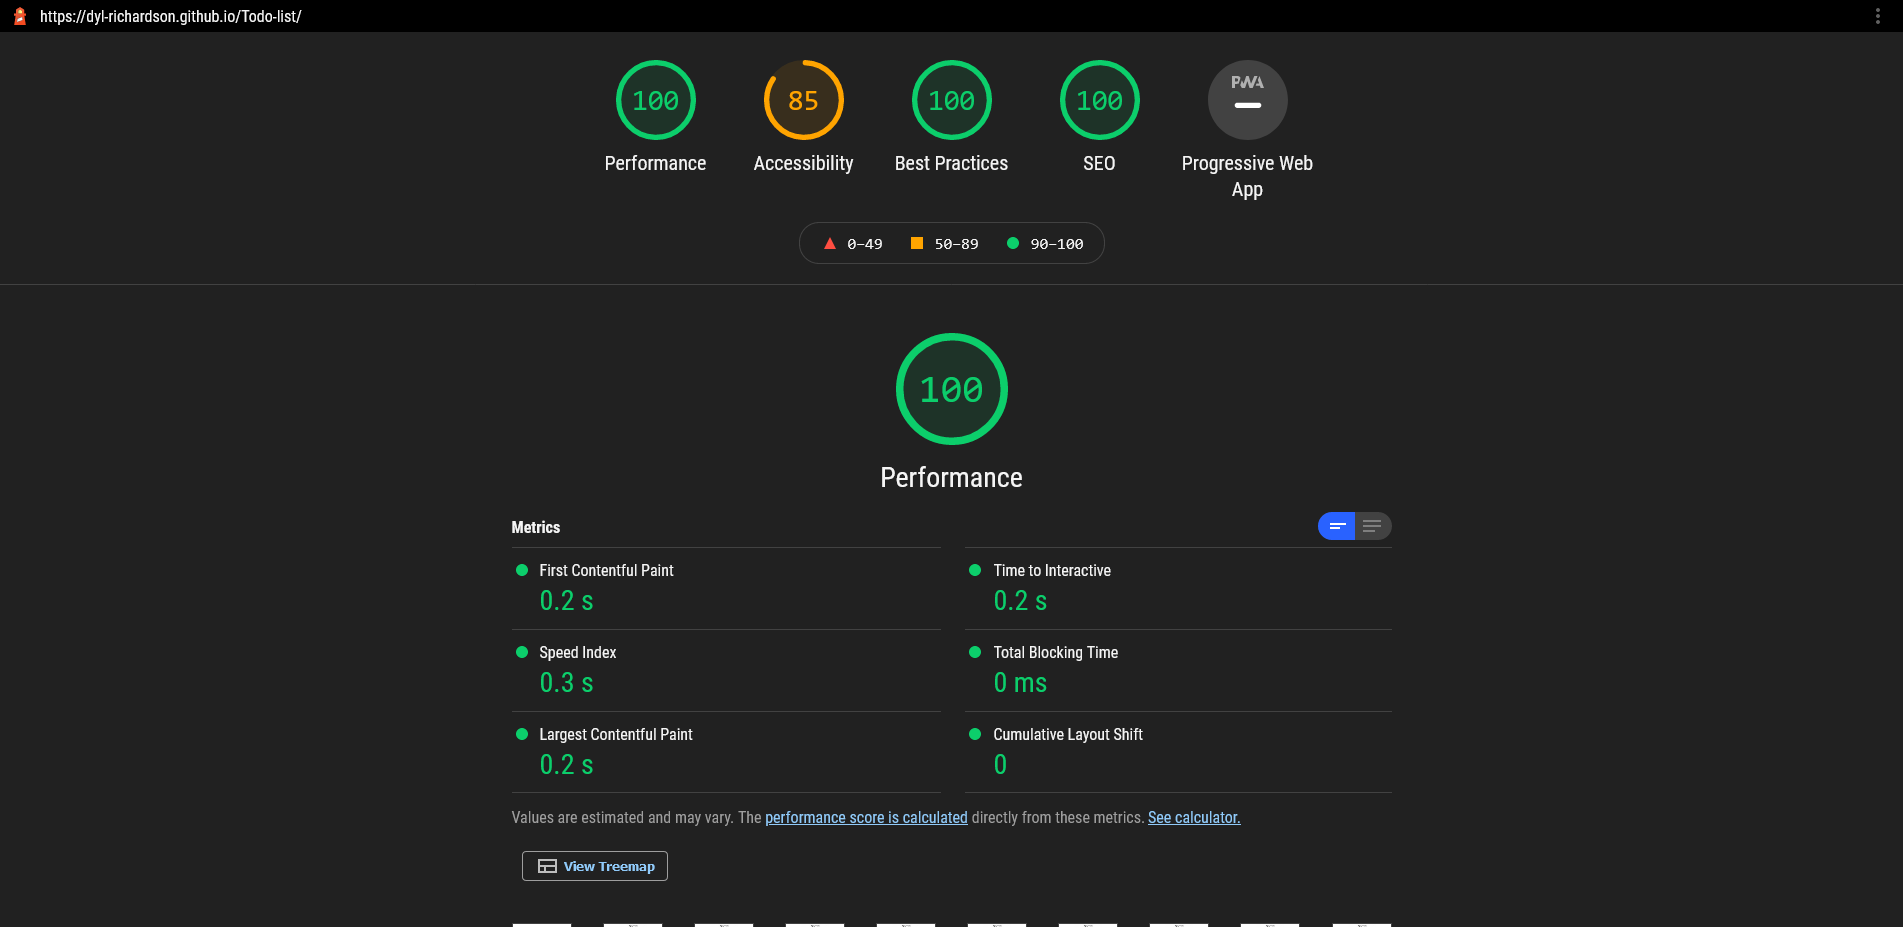 https://dyl-richardson.github.io/Todo-list/
100
85
100
100
PWA
Performance
Accessibility
Best Practices
SEO
Progressive Web
App
0–49
50–89
90–100
100
Performance
Metrics
First Contentful Paint
0.2 s
Time to Interactive
0.2 s
Speed Index
0.3 s
Total Blocking Time
0 ms
Largest Contentful Paint
0.2 s
Cumulative Layout Shift
0
Values are estimated and may vary. The performance score is calculated directly from these metrics. See calculator.
View Treemap